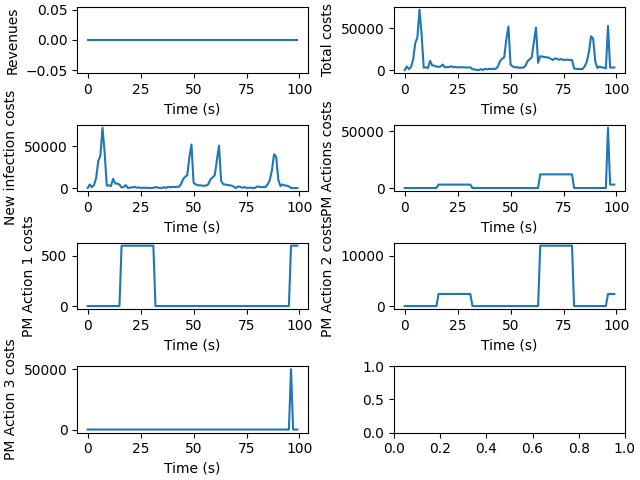 Revenues
0.05
0.00
−0.05
0 25 50 75 100
Time (s)
Total costs
50000
0
0 25 50 75 100
Time (s)
New infection costs
50000
0
0 25 50 75 100
Time (s)
PM Actions costs
50000
0
0 25 50 75 100
Time (s)
PM Action 1 costs
500
0
0 25 50 75 100
Time (s)
PM Action 2 costs
10000
0
0 25 50 75 100
Time (s)
PM Action 3 costs
50000
0
0 25 50 75 100
Time (s)
1.0
0.5
0.0
0.0 0.2 0.4 0.6 0.8 1.0